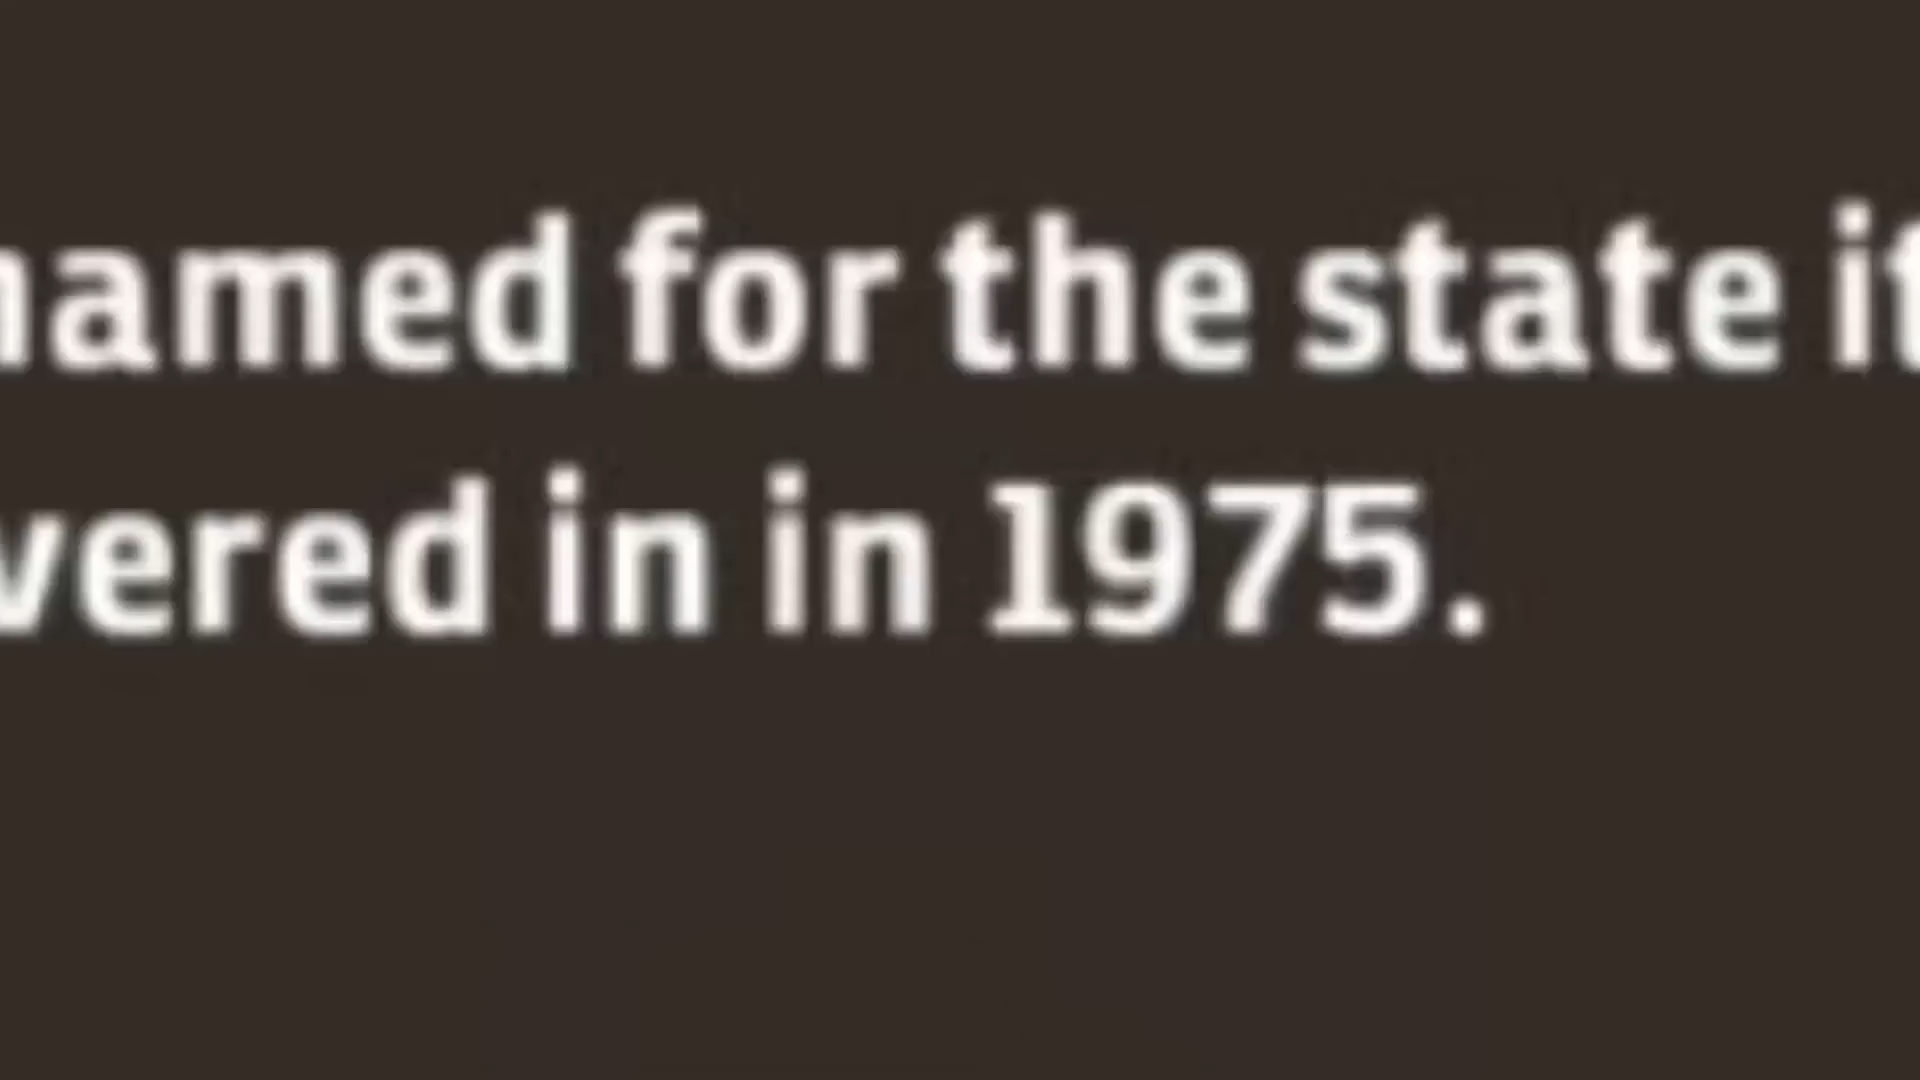 named for the state it
vered in in 1975.